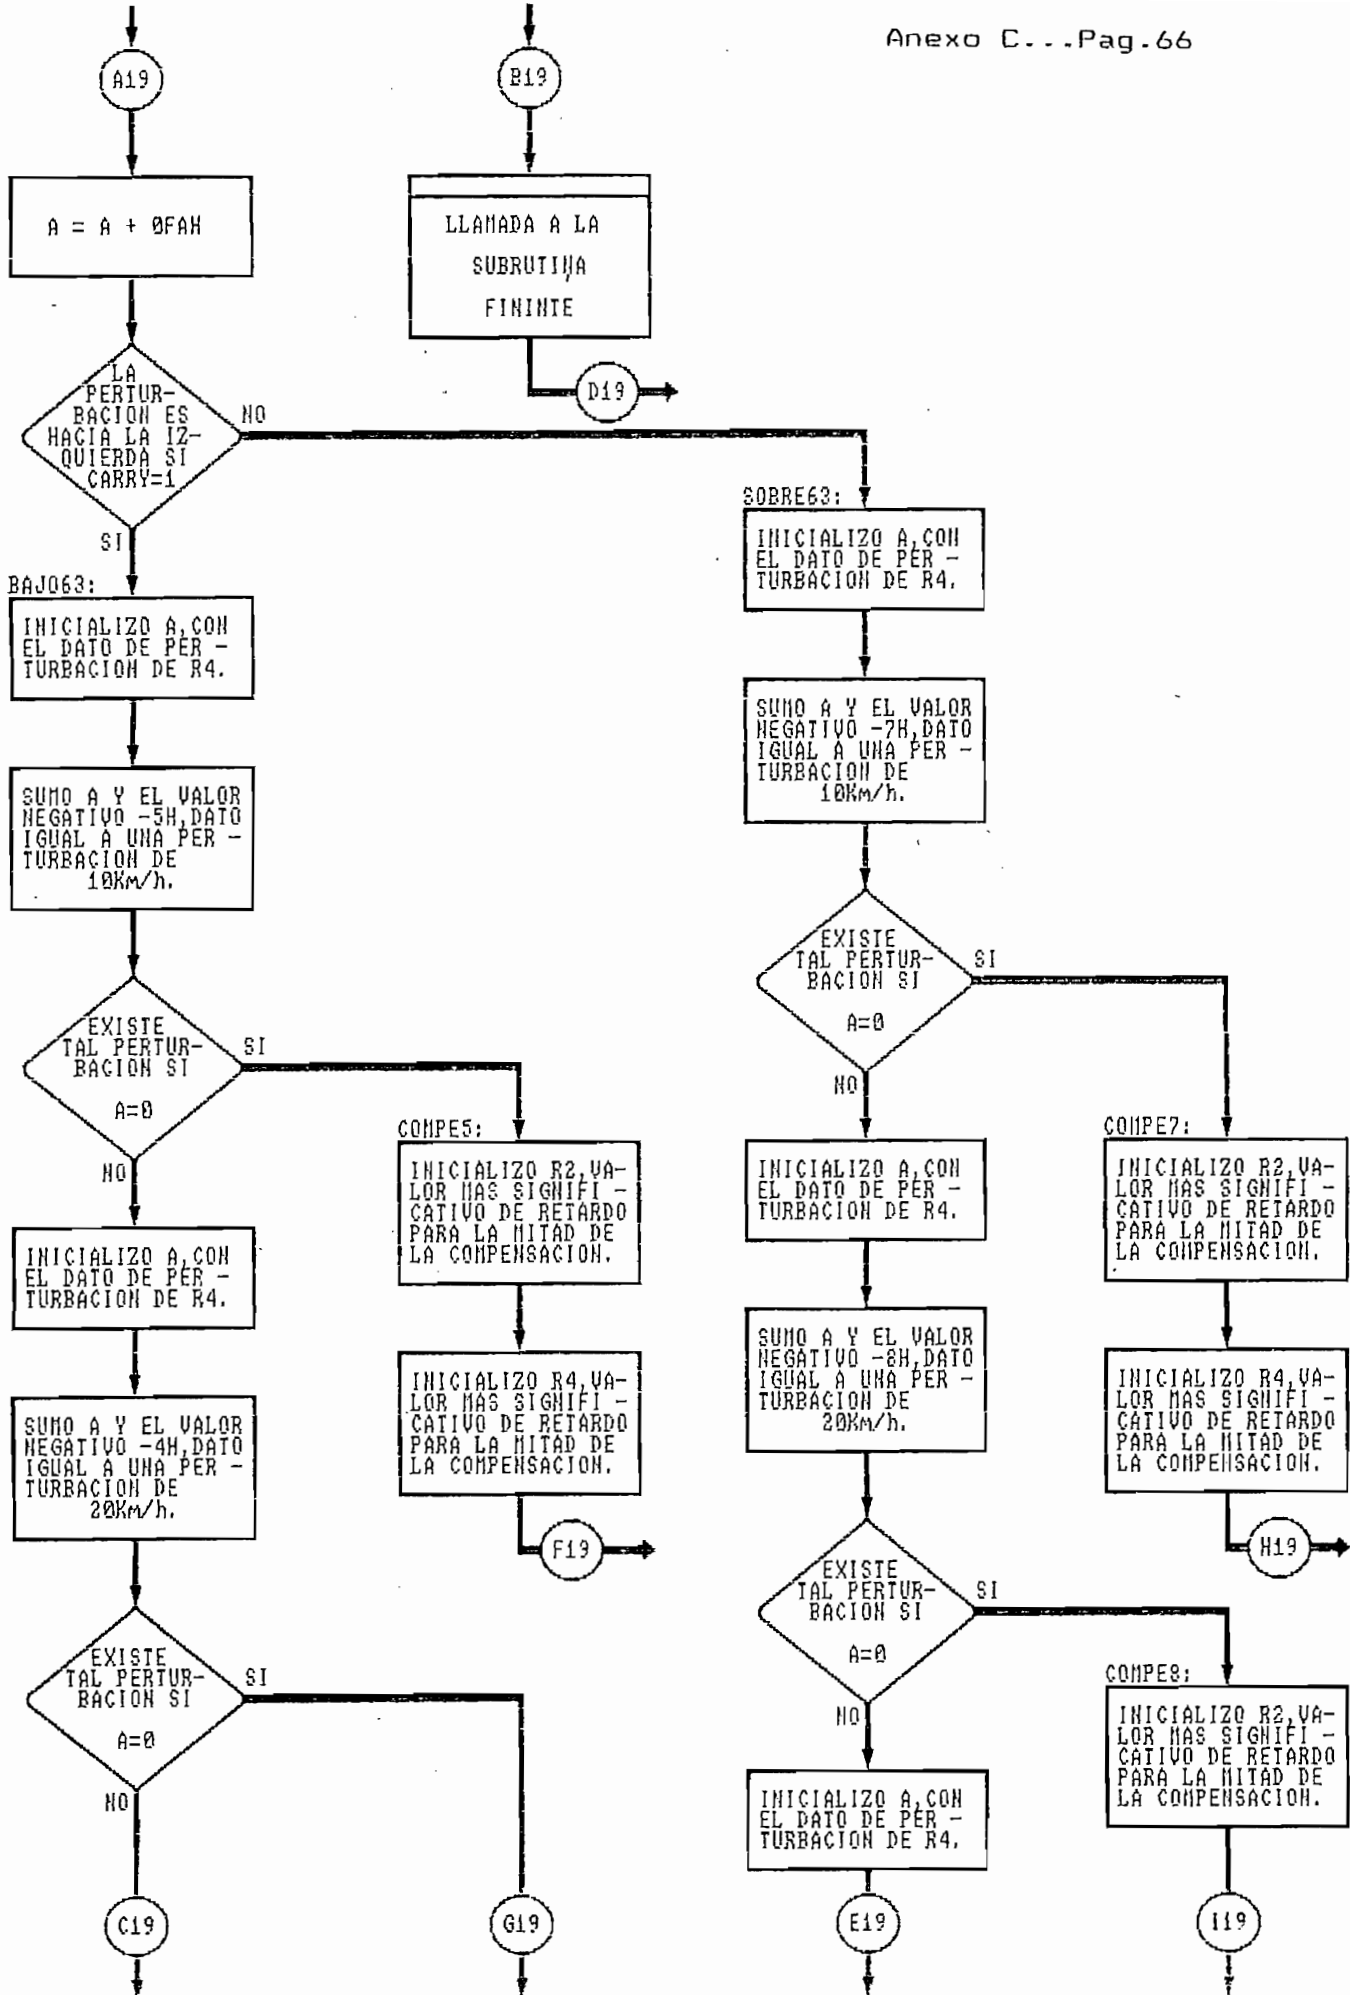 Anexo C...Pag.66
A19
A = A + 0FAH
LA
PERTUR-
BACION ES
HACIA LA IZ-
QUIERDA SI
CARRY=1
NO
SI
B19
LLAMADA A LA
SUBRUTINA
FININTE
D19
BAJO63:
INICIALIZO A,CON
EL DATO DE PER -
TURBACION DE R4.
SUMO A Y EL VALOR
NEGATIVO -5H,DATO
IGUAL A UNA PER -
TURBACION DE
10Km/h.
EXISTE
TAL PERTUR-
BACION SI
A=0
SI
NO
INICIALIZO A,CON
EL DATO DE PER -
TURBACION DE R4.
SUMO A Y EL VALOR
NEGATIVO -4H,DATO
IGUAL A UNA PER -
TURBACION DE
20Km/h.
EXISTE
TAL PERTUR-
BACION SI
A=0
SI
NO
C19
COMPE5:
INICIALIZO R2,VA-
LOR MAS SIGNIFI -
CATIVO DE RETARDO
PARA LA MITAD DE
LA COMPENSACION.
INICIALIZO R4,VA-
LOR MAS SIGNIFI -
CATIVO DE RETARDO
PARA LA MITAD DE
LA COMPENSACION.
F19
G19
SOBRE63:
INICIALIZO A,CON
EL DATO DE PER -
TURBACION DE R4.
SUMO A Y EL VALOR
NEGATIVO -7H,DATO
IGUAL A UNA PER -
TURBACION DE
10Km/h.
EXISTE
TAL PERTUR-
BACION SI
A=0
SI
NO
INICIALIZO A,CON
EL DATO DE PER -
TURBACION DE R4.
SUMO A Y EL VALOR
NEGATIVO -8H,DATO
IGUAL A UNA PER -
TURBACION DE
20Km/h.
EXISTE
TAL PERTUR-
BACION SI
A=0
SI
NO
INICIALIZO A,CON
EL DATO DE PER -
TURBACION DE R4.
E19
COMPE7:
INICIALIZO R2,VA-
LOR MAS SIGNIFI -
CATIVO DE RETARDO
PARA LA MITAD DE
LA COMPENSACION.
INICIALIZO R4,VA-
LOR MAS SIGNIFI -
CATIVO DE RETARDO
PARA LA MITAD DE
LA COMPENSACION.
H19
COMPE8:
INICIALIZO R2,VA-
LOR MAS SIGNIFI -
CATIVO DE RETARDO
PARA LA MITAD DE
LA COMPENSACION.
I19